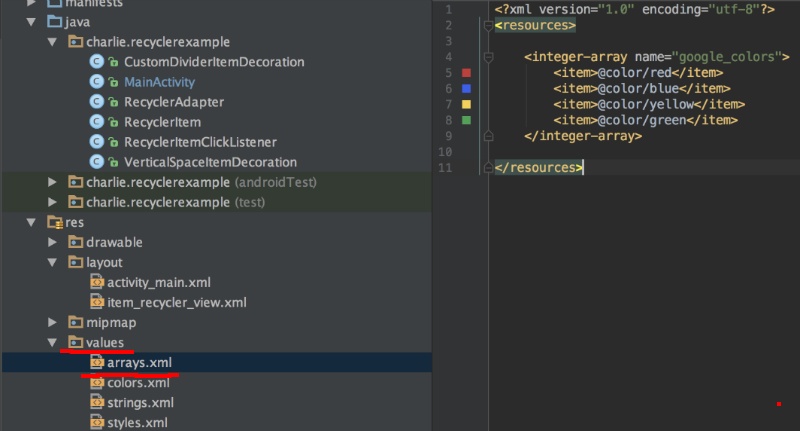 manifests
java
charlie.recyclerexample
CustomDividerItemDecoration
MainActivity
RecyclerAdapter
RecyclerItem
RecyclerItemClickListener
VerticalSpaceItemDecoration
charlie.recyclerexample (androidTest)
charlie.recyclerexample (test)
res
drawable
layout
activity_main.xml
item_recycler_view.xml
mipmap
values
arrays.xml
colors.xml
strings.xml
styles.xml
1 <?xml version="1.0" encoding="utf-8"?>
2 <resources>
3
4 <integer-array name="google_colors">
5 <item>@color/red</item>
6 <item>@color/blue</item>
7 <item>@color/yellow</item>
8 <item>@color/green</item>
9 </integer-array>
10
11 </resources>